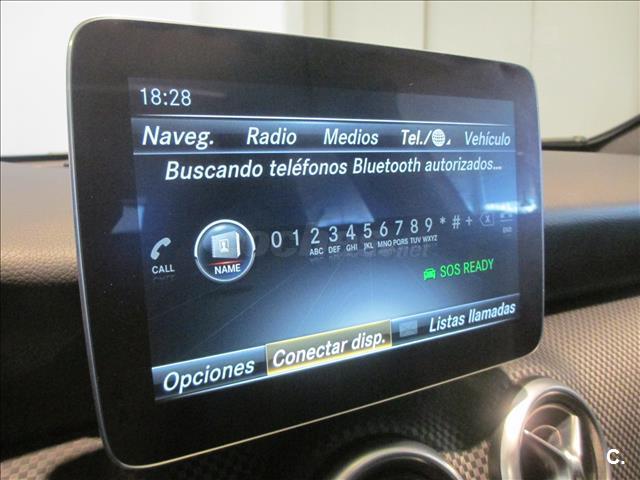 18:28
Naveg. Radio Medios Tel./ Vehículo
Buscando teléfonos Bluetooth autorizados...
CALL NAME 0 1 2 3 4 5 6 7 8 9 * # + END
ABC DEF GHI JKL MNO PQRS TUV WXYZ
SOS READY
Opciones Conectar disp. Listas llamadas
C.